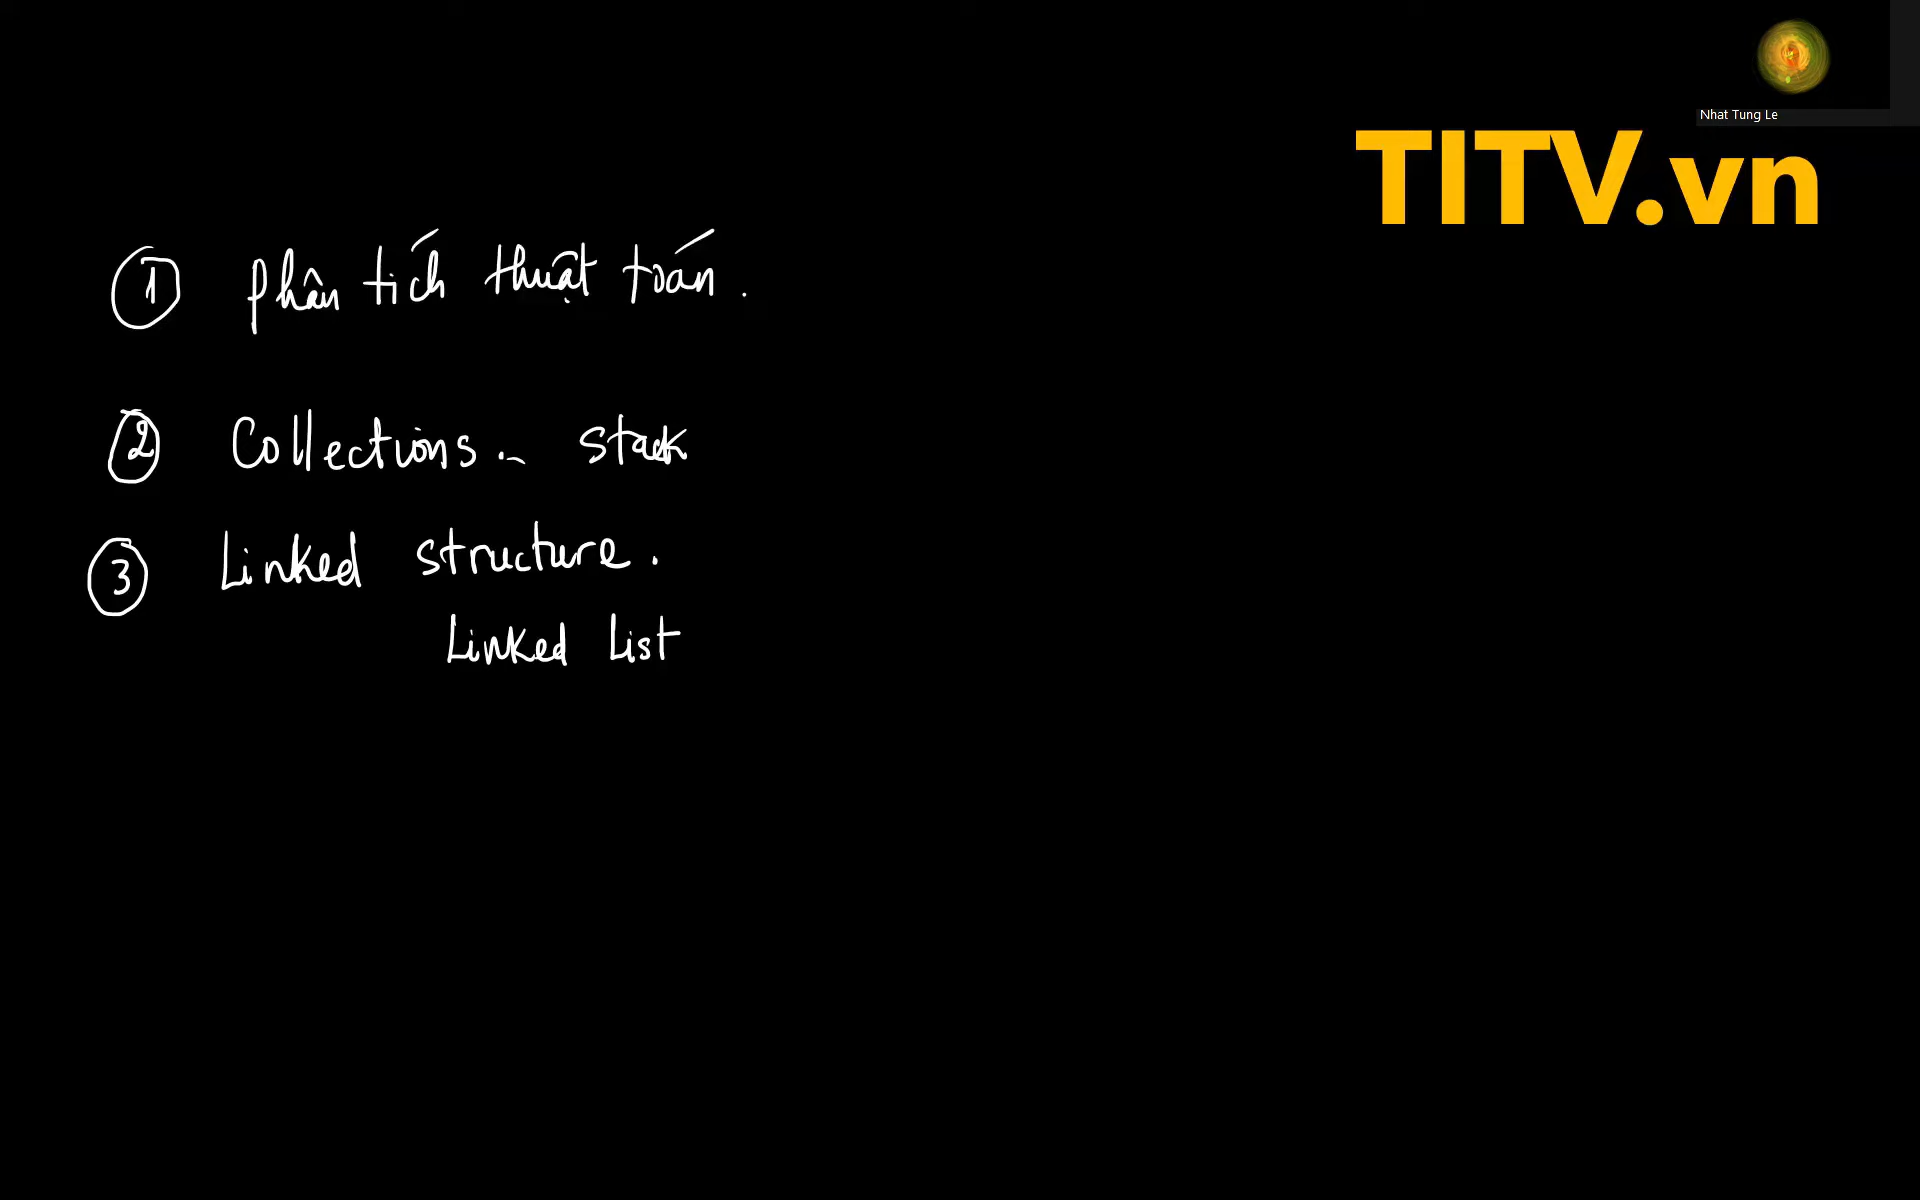 Nhat Tung Le
TITV.vn
① Phân tích thuật toán.
② Collections.- stack
③ Linked structure.
Linked List